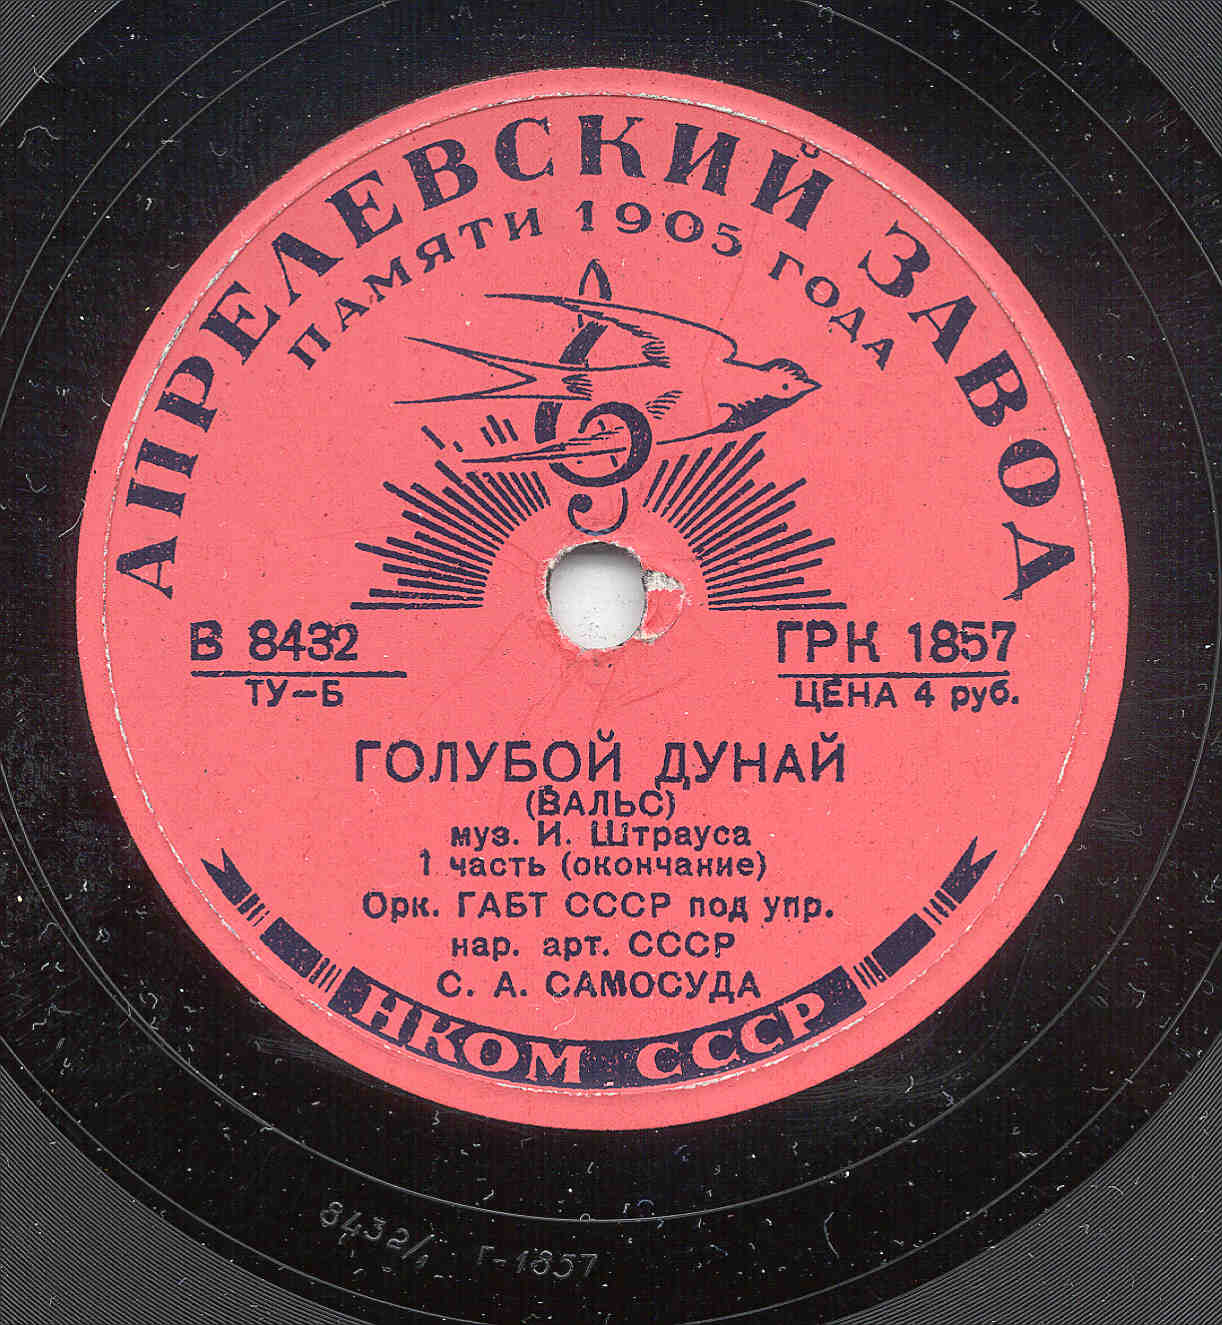 АПРЕЛЕВСКИЙ ЗАВОД
ПАМЯТИ 1905 ГОДА
В 8432
ТУ-Б
ГРК 1857
ЦЕНА 4 руб.
ГОЛУБОЙ ДУНАЙ
(ВАЛЬС)
муз. И. Штрауса
1 часть (окончание)
Орк. ГАБТ СССР под упр.
нар. арт. СССР
С. А. САМОСУДА
НКОМ СССР
8432/1 Г-1857